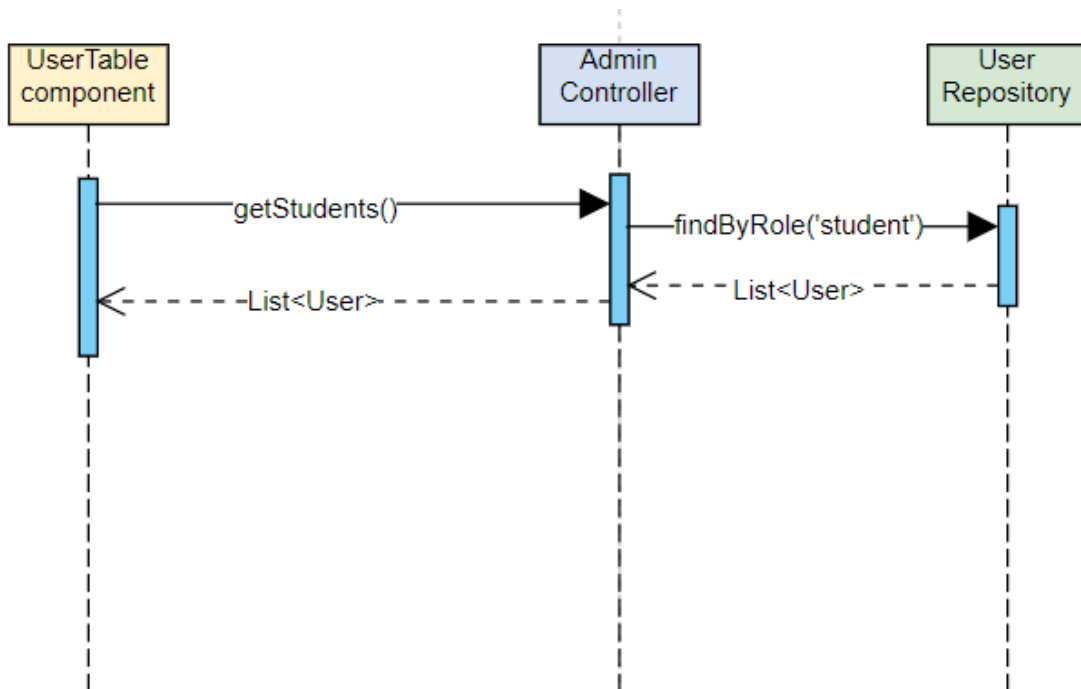 UserTable
component
Admin
Controller
User
Repository
getStudents()
findByRole('student')
List<User>
List<User>